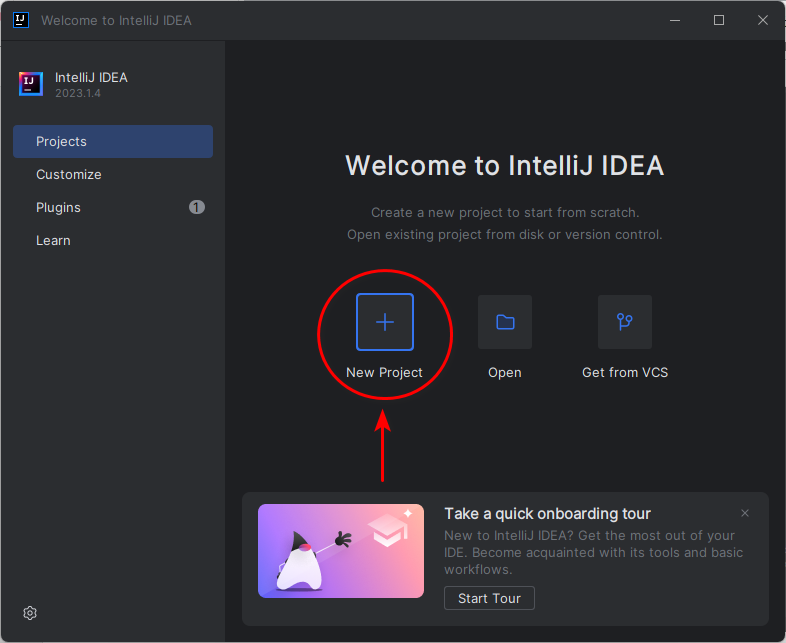 IJ Welcome to IntelliJ IDEA
IJ
IntelliJ IDEA
2023.1.4
Projects
Customize
Plugins 1
Learn
Welcome to IntelliJ IDEA
Create a new project to start from scratch.
Open existing project from disk or version control.
New Project Open Get from VCS
Take a quick onboarding tour
New to IntelliJ IDEA? Get the most out of your
IDE. Become acquainted with its tools and basic
workflows.
Start Tour